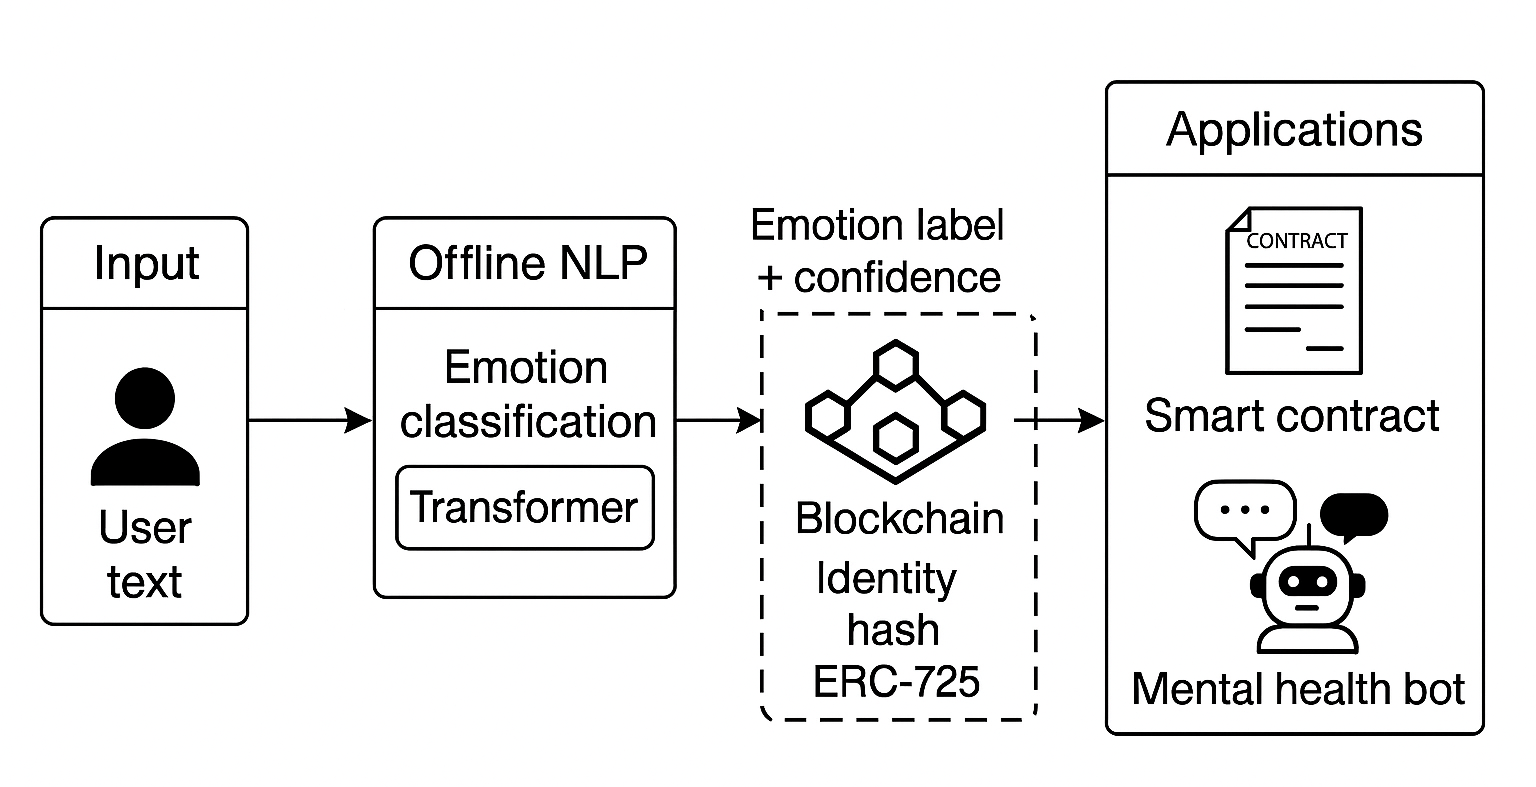 Input
User
text
Offline NLP
Emotion
classification
Transformer
Emotion label
+ confidence
Blockchain
Identity
hash
ERC-725
Applications
CONTRACT
Smart contract
Mental health bot